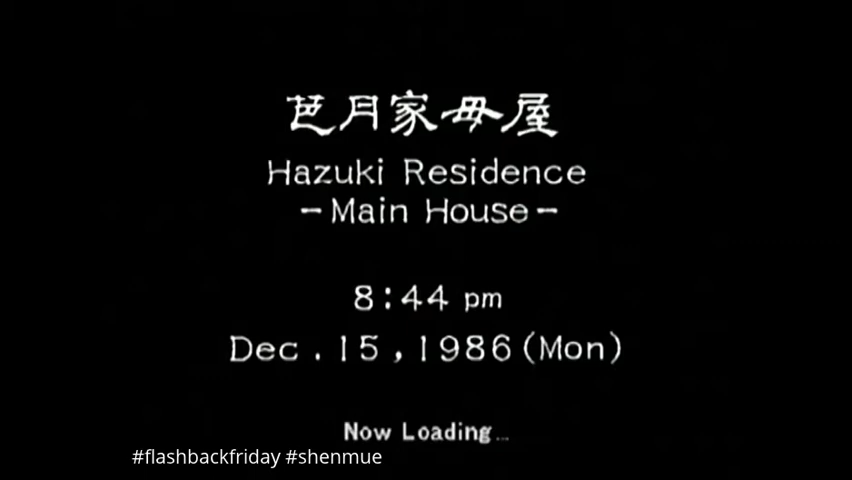 芭月家母屋
Hazuki Residence
-Main House-
8:44 pm
Dec.15,1986(Mon)
Now Loading...
#flashbackfriday #shenmue